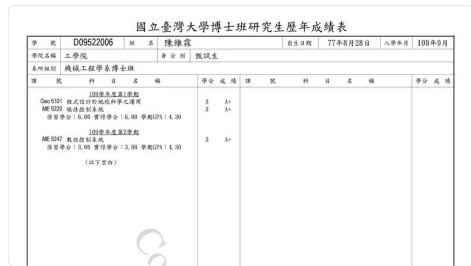 國立臺灣大學博士班研究生歷年成績表
學 號 D09522006 姓 名 陳維霖 出生日期 77年8月28日 入學年月 109年9月
學院名稱 工學院 身分別 甄試生
系所組別 機械工程學系博士班
課 號 科 目 名 稱 學分 成績 課 號 科 目 名 稱 學分 成績
109學年度第1學期
Geo5101 程式設計於地球科學之運用 3 A+
ME5220 線性控制系統 3 A+
修習學分:6.00 實得學分:6.00 學期GPA:4.30
109學年度第2學期
ME5247 數位控制系統 3 A+
修習學分:3.00 實得學分:3.00 學期GPA:4.30
(以下空白)